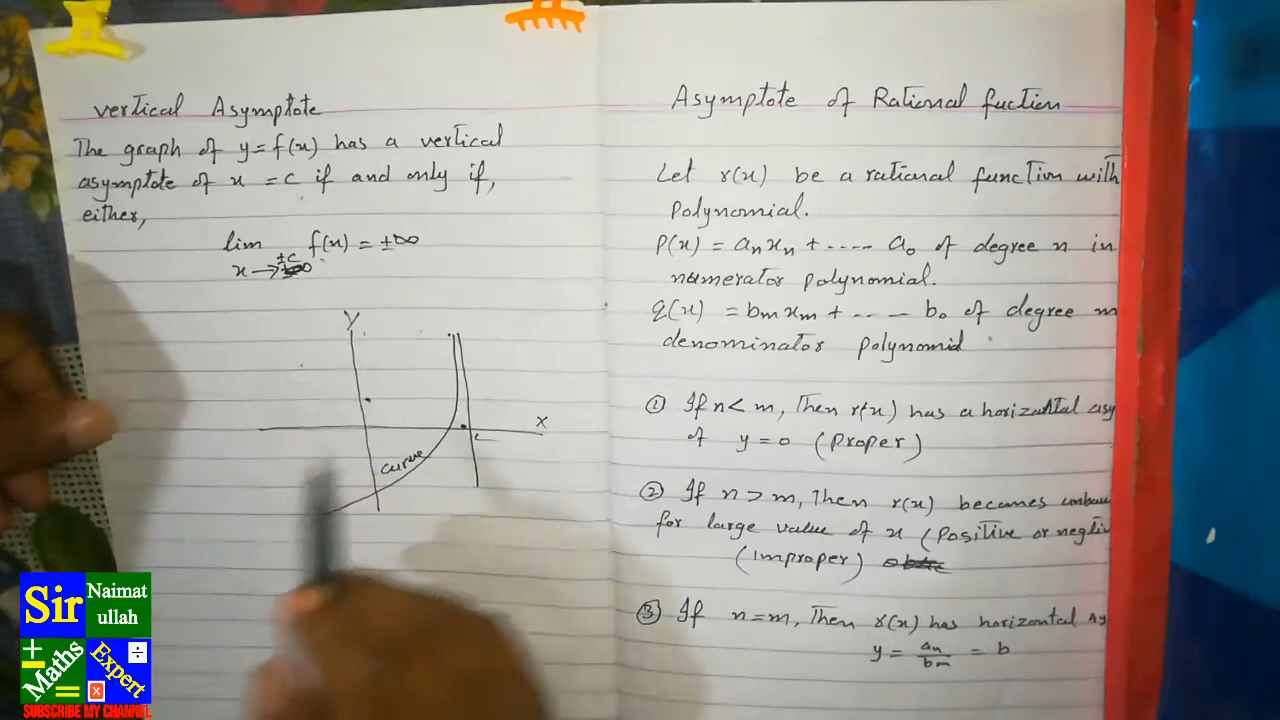 vertical Asymptote
The graph of y=f(x) has a vertical
asymptote of x = c if and only if,
either,
lim f(x) = ±∞
x→ ±c
Y
X
c
curve
Asymptote of Rational fuction
Let r(x) be a rational function with
Polynomial.
P(x) = aₙxₙ + ---- a₀ of degree n in
numerator polynomial.
q(x) = bₘxₘ + -- - b₀ of degree m
denominator polynomial
① If n < m, Then r(x) has a horizontal asy
of y = 0 (Proper)
② If n > m, Then r(x) becomes
for large value of x (Positive or
(Improper)
③ If n=m, Then r(x) has horizontal
y = aₙ/bₘ = b
Sir
Naimat
ullah
+
÷
Maths
Expert
=
×
SUBSCRIBE MY CHANNEL